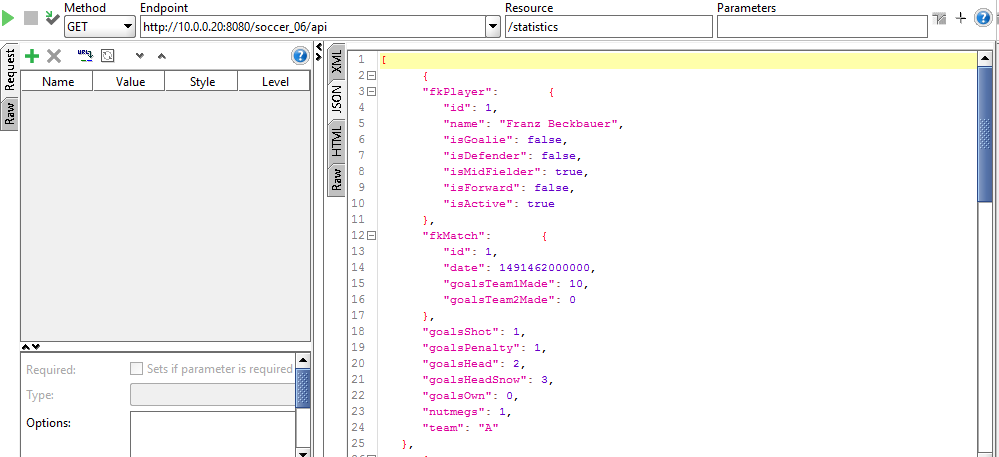 Method Endpoint Resource Parameters
GET http://10.0.0.20:8080/soccer_06/api /statistics
Request
Raw
URL
Name Value Style Level
Required: Sets if parameter is required
Type:
Options:
XML
JSON
HTML
Raw
1 [
2 {
3 "fkPlayer": {
4 "id": 1,
5 "name": "Franz Beckbauer",
6 "isGoalie": false,
7 "isDefender": false,
8 "isMidFielder": true,
9 "isForward": false,
10 "isActive": true
11 },
12 "fkMatch": {
13 "id": 1,
14 "date": 1491462000000,
15 "goalsTeam1Made": 10,
16 "goalsTeam2Made": 0
17 },
18 "goalsShot": 1,
19 "goalsPenalty": 1,
20 "goalsHead": 2,
21 "goalsHeadSnow": 3,
22 "goalsOwn": 0,
23 "nutmegs": 1,
24 "team": "A"
25 },